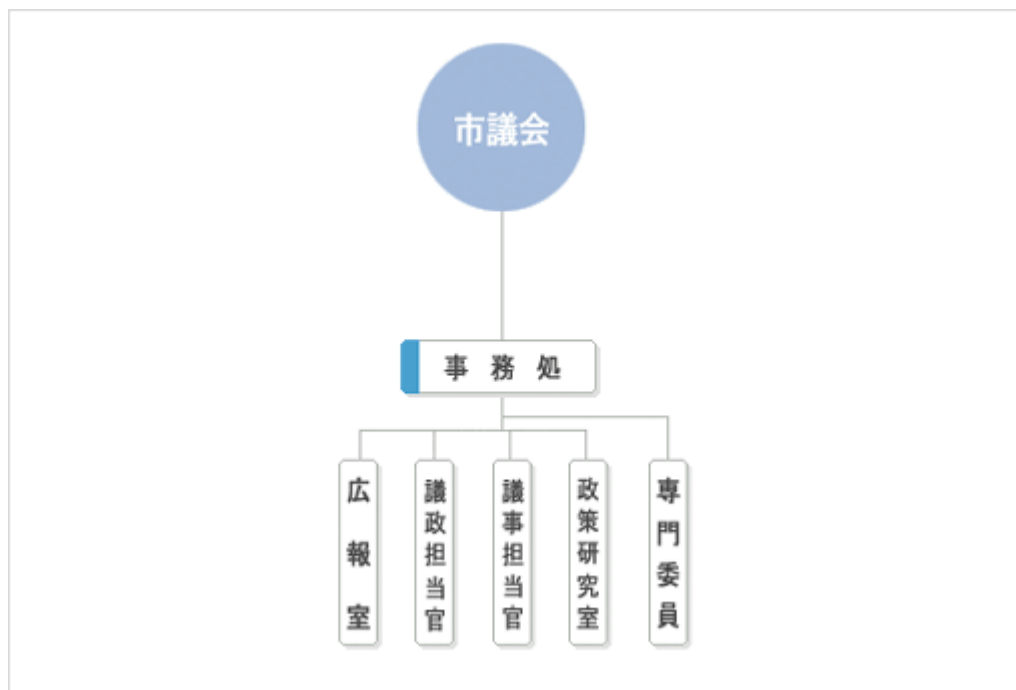 市議会
事務処
広報室
議政担当官
議事担当官
政策研究室
専門委員